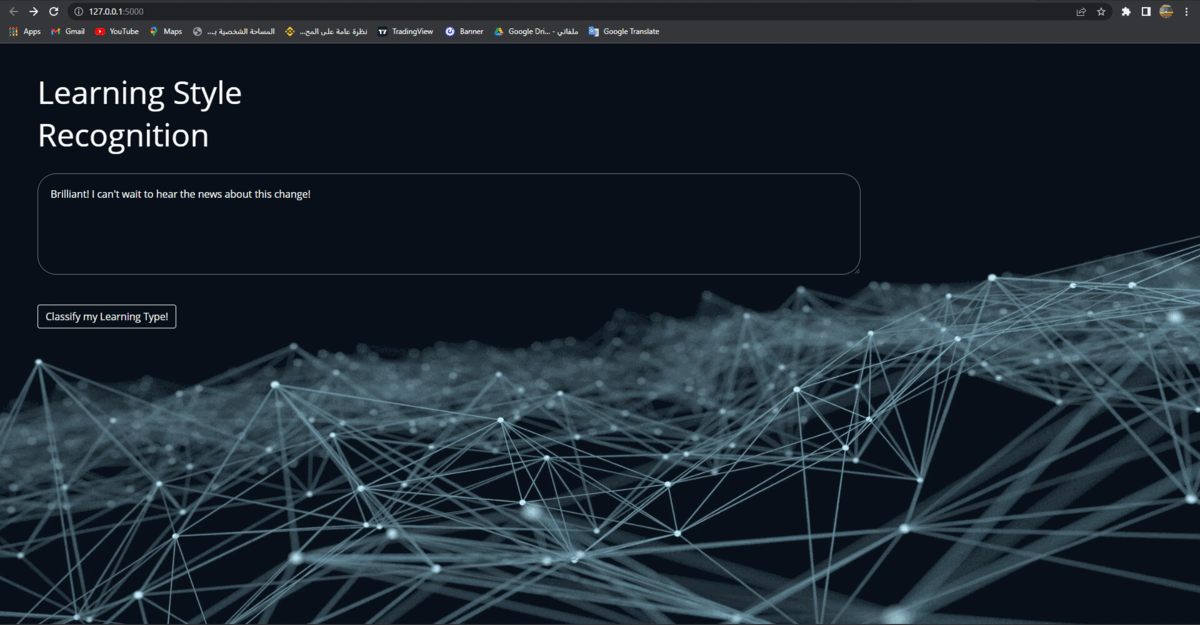 127.0.0.1:5000
Apps
Gmail
YouTube
Maps
المساحة الشخصية بـ...
نظرة عامة على المح...
TradingView
Banner
ملفاتي - Google Dri...
Google Translate
Learning Style
Recognition
Brilliant! I can't wait to hear the news about this change!
Classify my Learning Type!